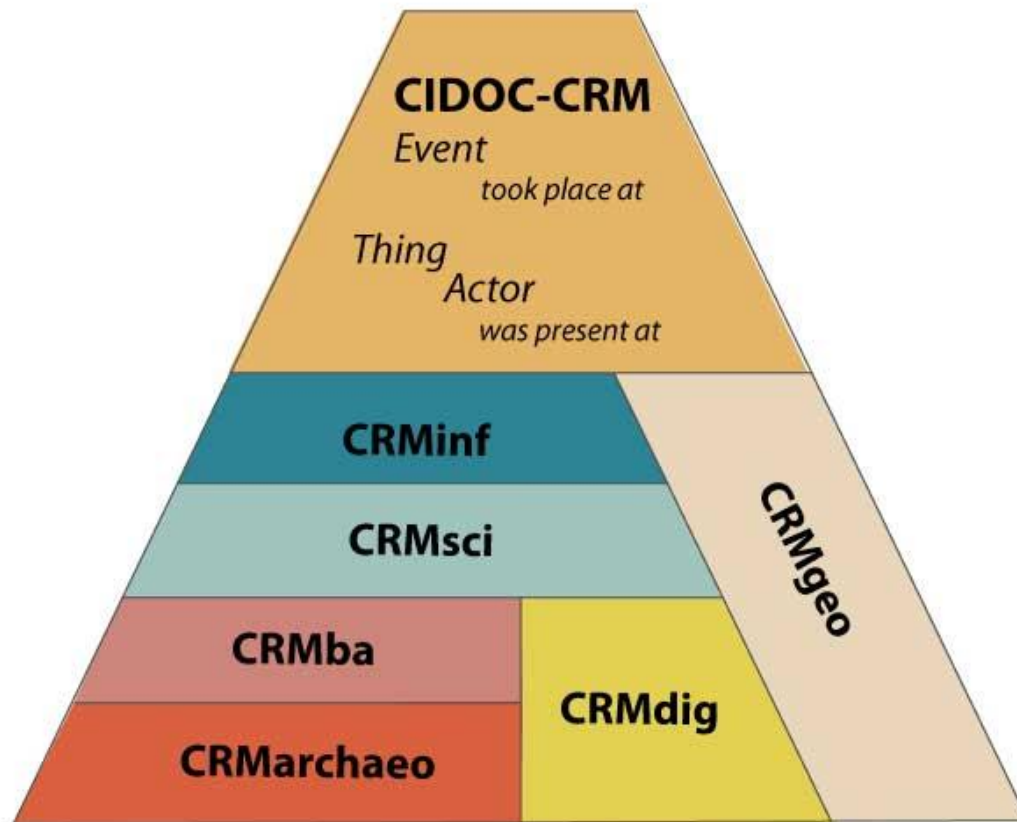 CIDOC-CRM
Event
took place at
Thing
Actor
was present at
CRMinf
CRMsci
CRMgeo
CRMba
CRMdig
CRMarchaeo